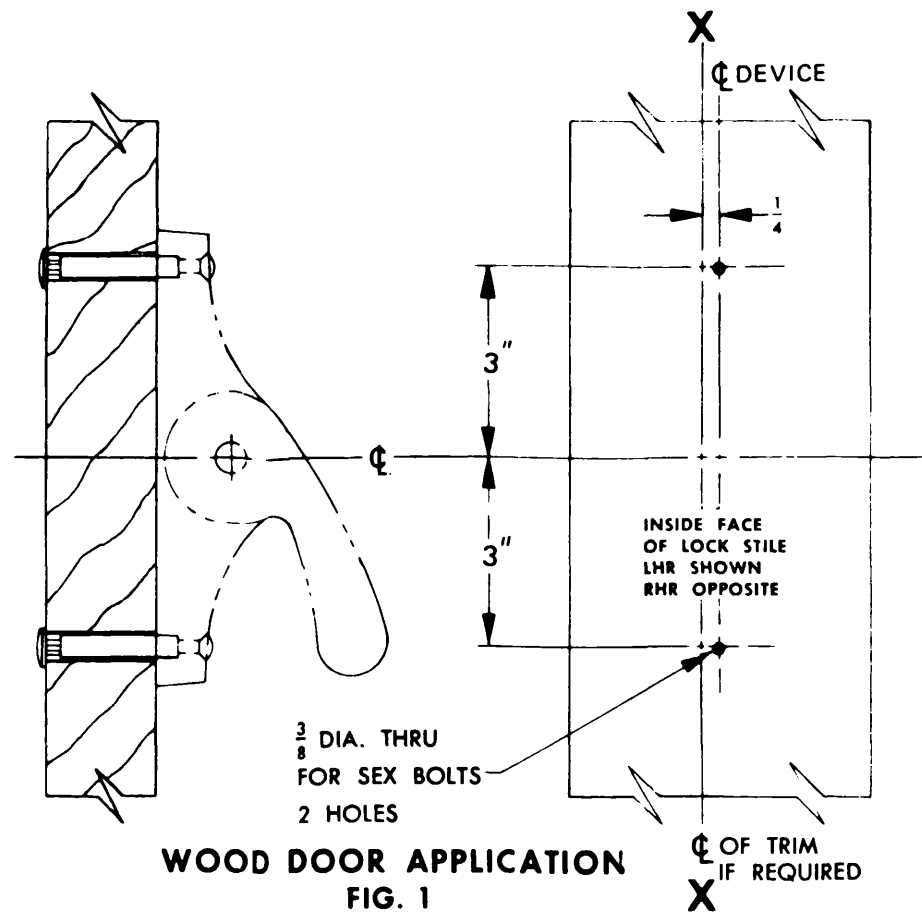 X
℄ DEVICE
1/4
3"
℄
3"
INSIDE FACE
OF LOCK STILE
LHR SHOWN
RHR OPPOSITE
3/8 DIA. THRU
FOR SEX BOLTS
2 HOLES
℄ OF TRIM
IF REQUIRED
X
WOOD DOOR APPLICATION
FIG. 1